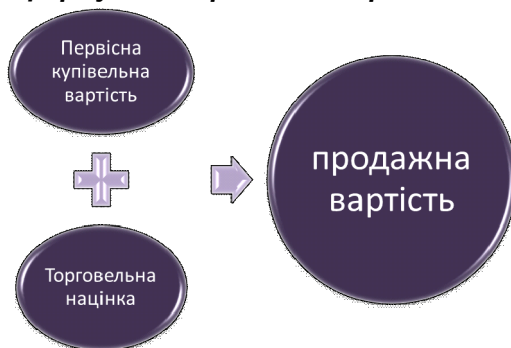 Первісна
купівельна
вартість
Торговельна
націнка
продажна
вартість